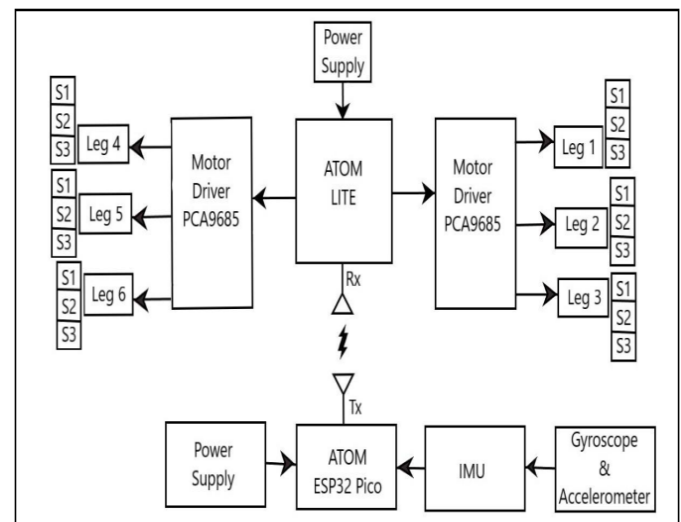 Power
Supply
S1
S2
S3
Leg 4
S1
S2
S3
Leg 5
S1
S2
S3
Leg 6
Motor
Driver
PCA9685
ATOM
LITE
Motor
Driver
PCA9685
Leg 1
S1
S2
S3
Leg 2
S1
S2
S3
Leg 3
S1
S2
S3
Rx
Tx
Power
Supply
ATOM
ESP32 Pico
IMU
Gyroscope
&
Accelerometer